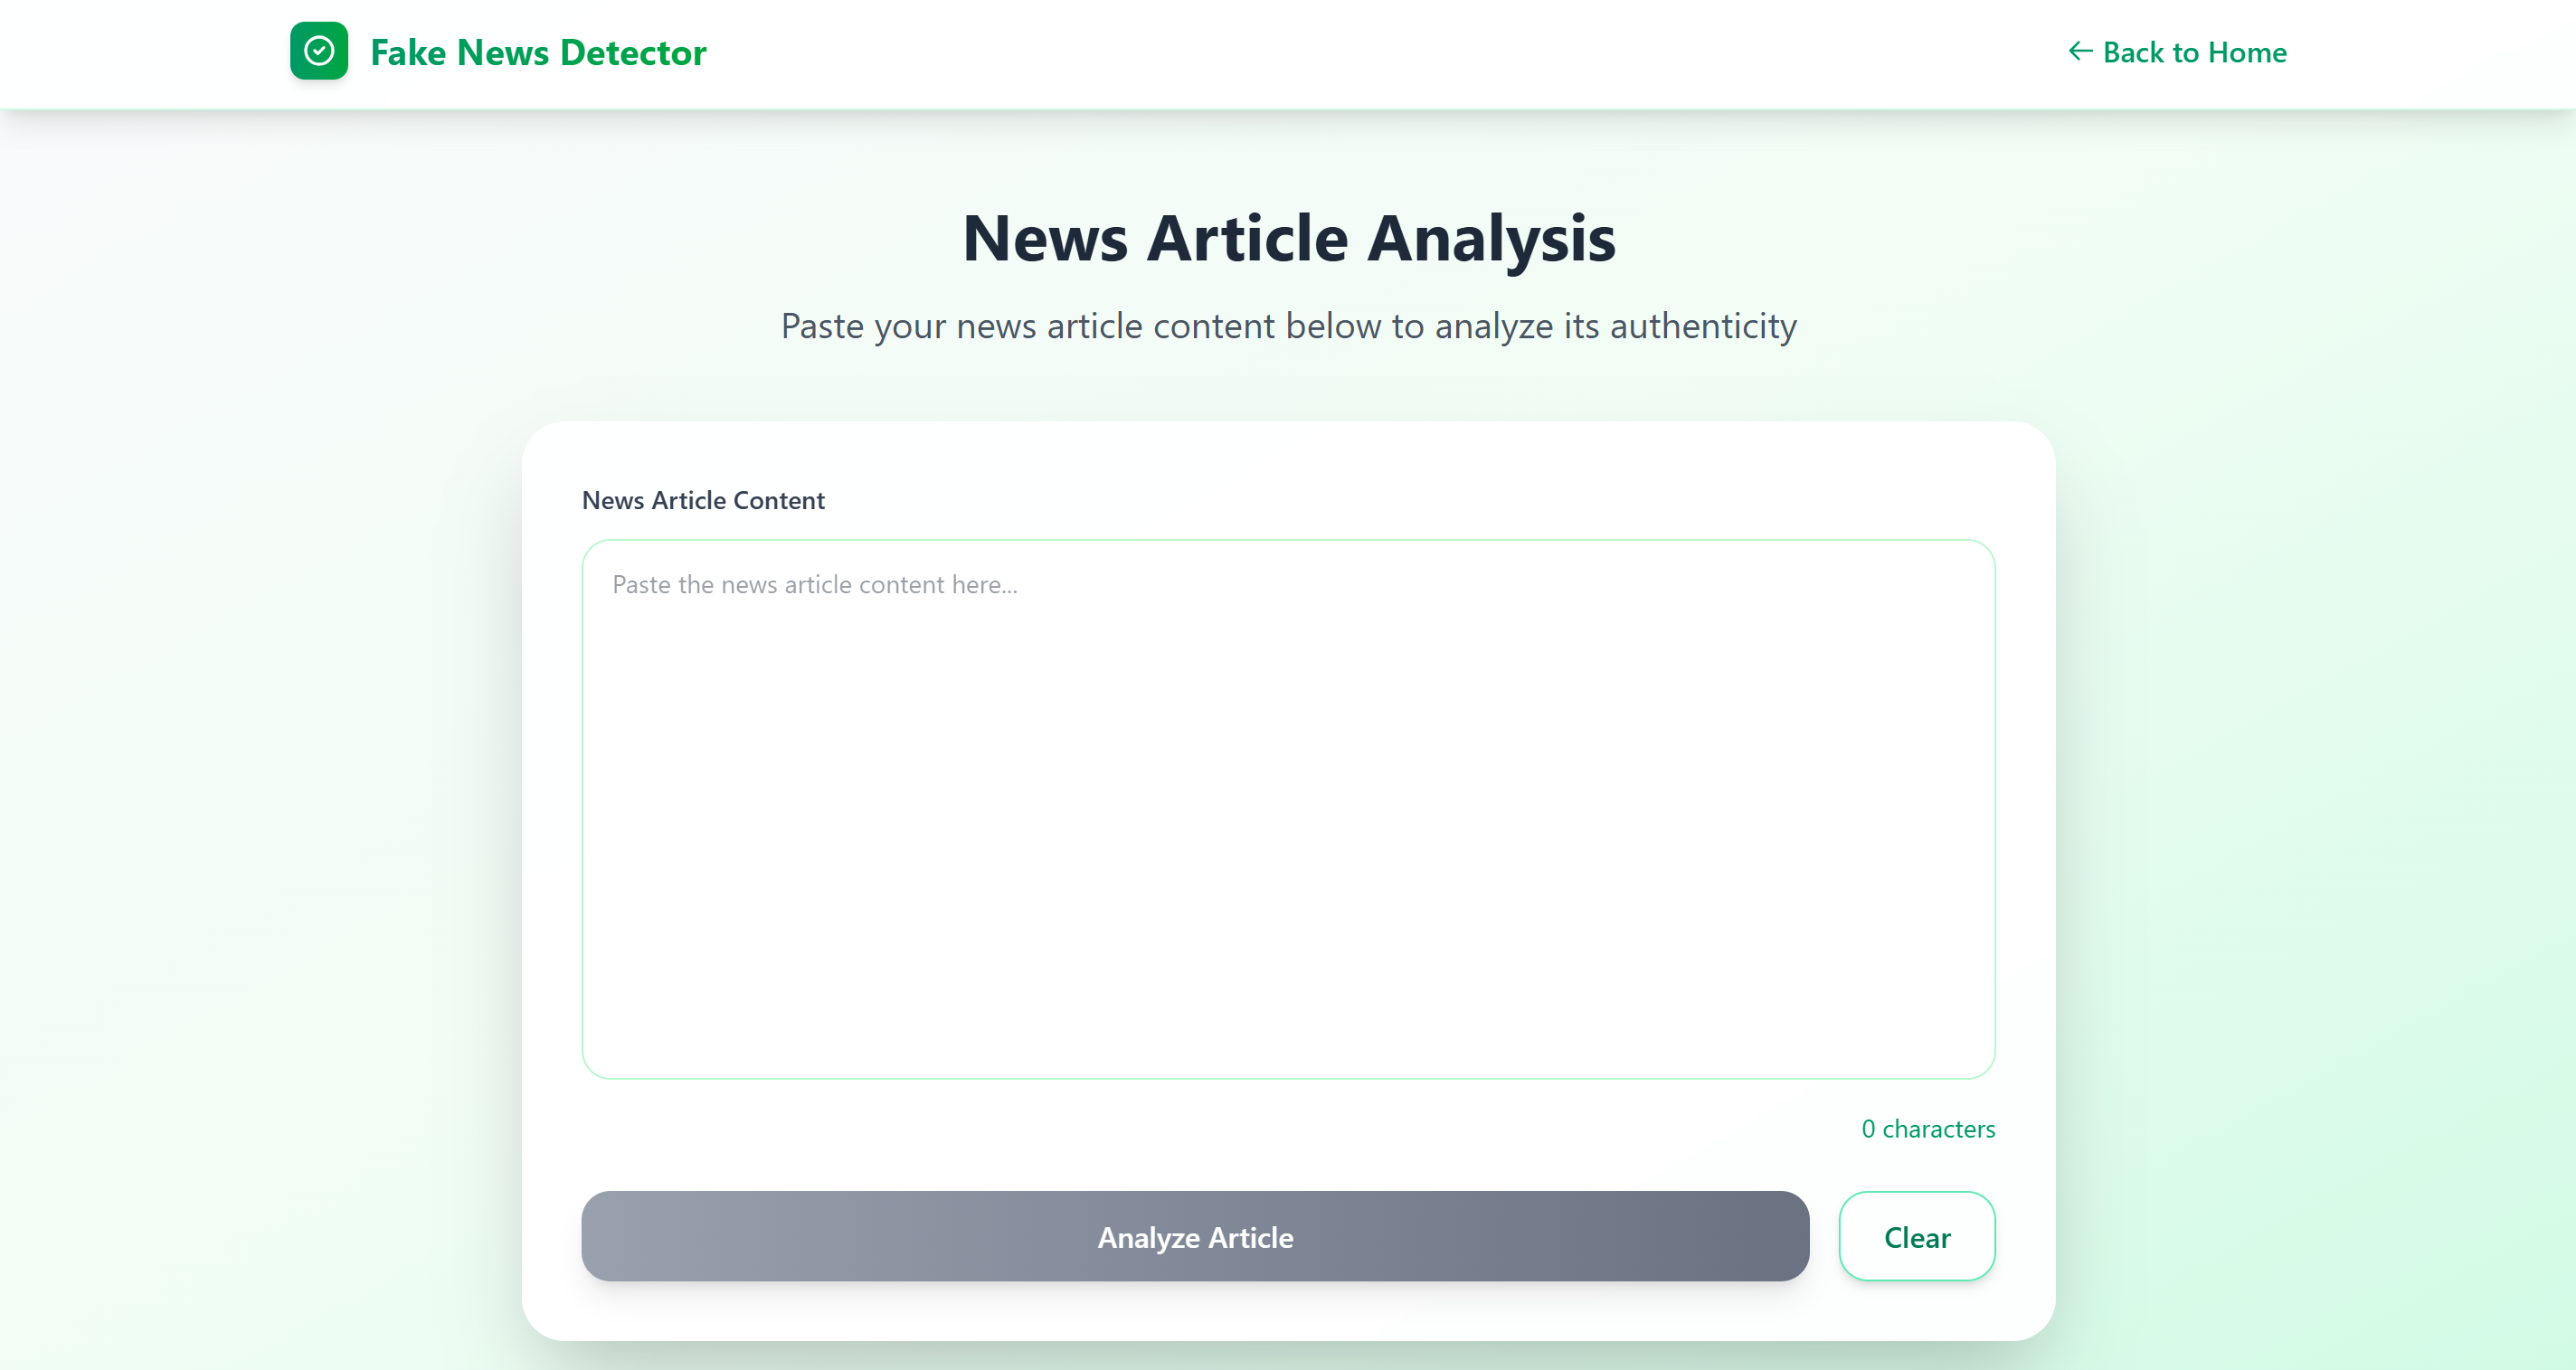 Fake News Detector
← Back to Home
News Article Analysis
Paste your news article content below to analyze its authenticity
News Article Content
Paste the news article content here...
0 characters
Analyze Article
Clear